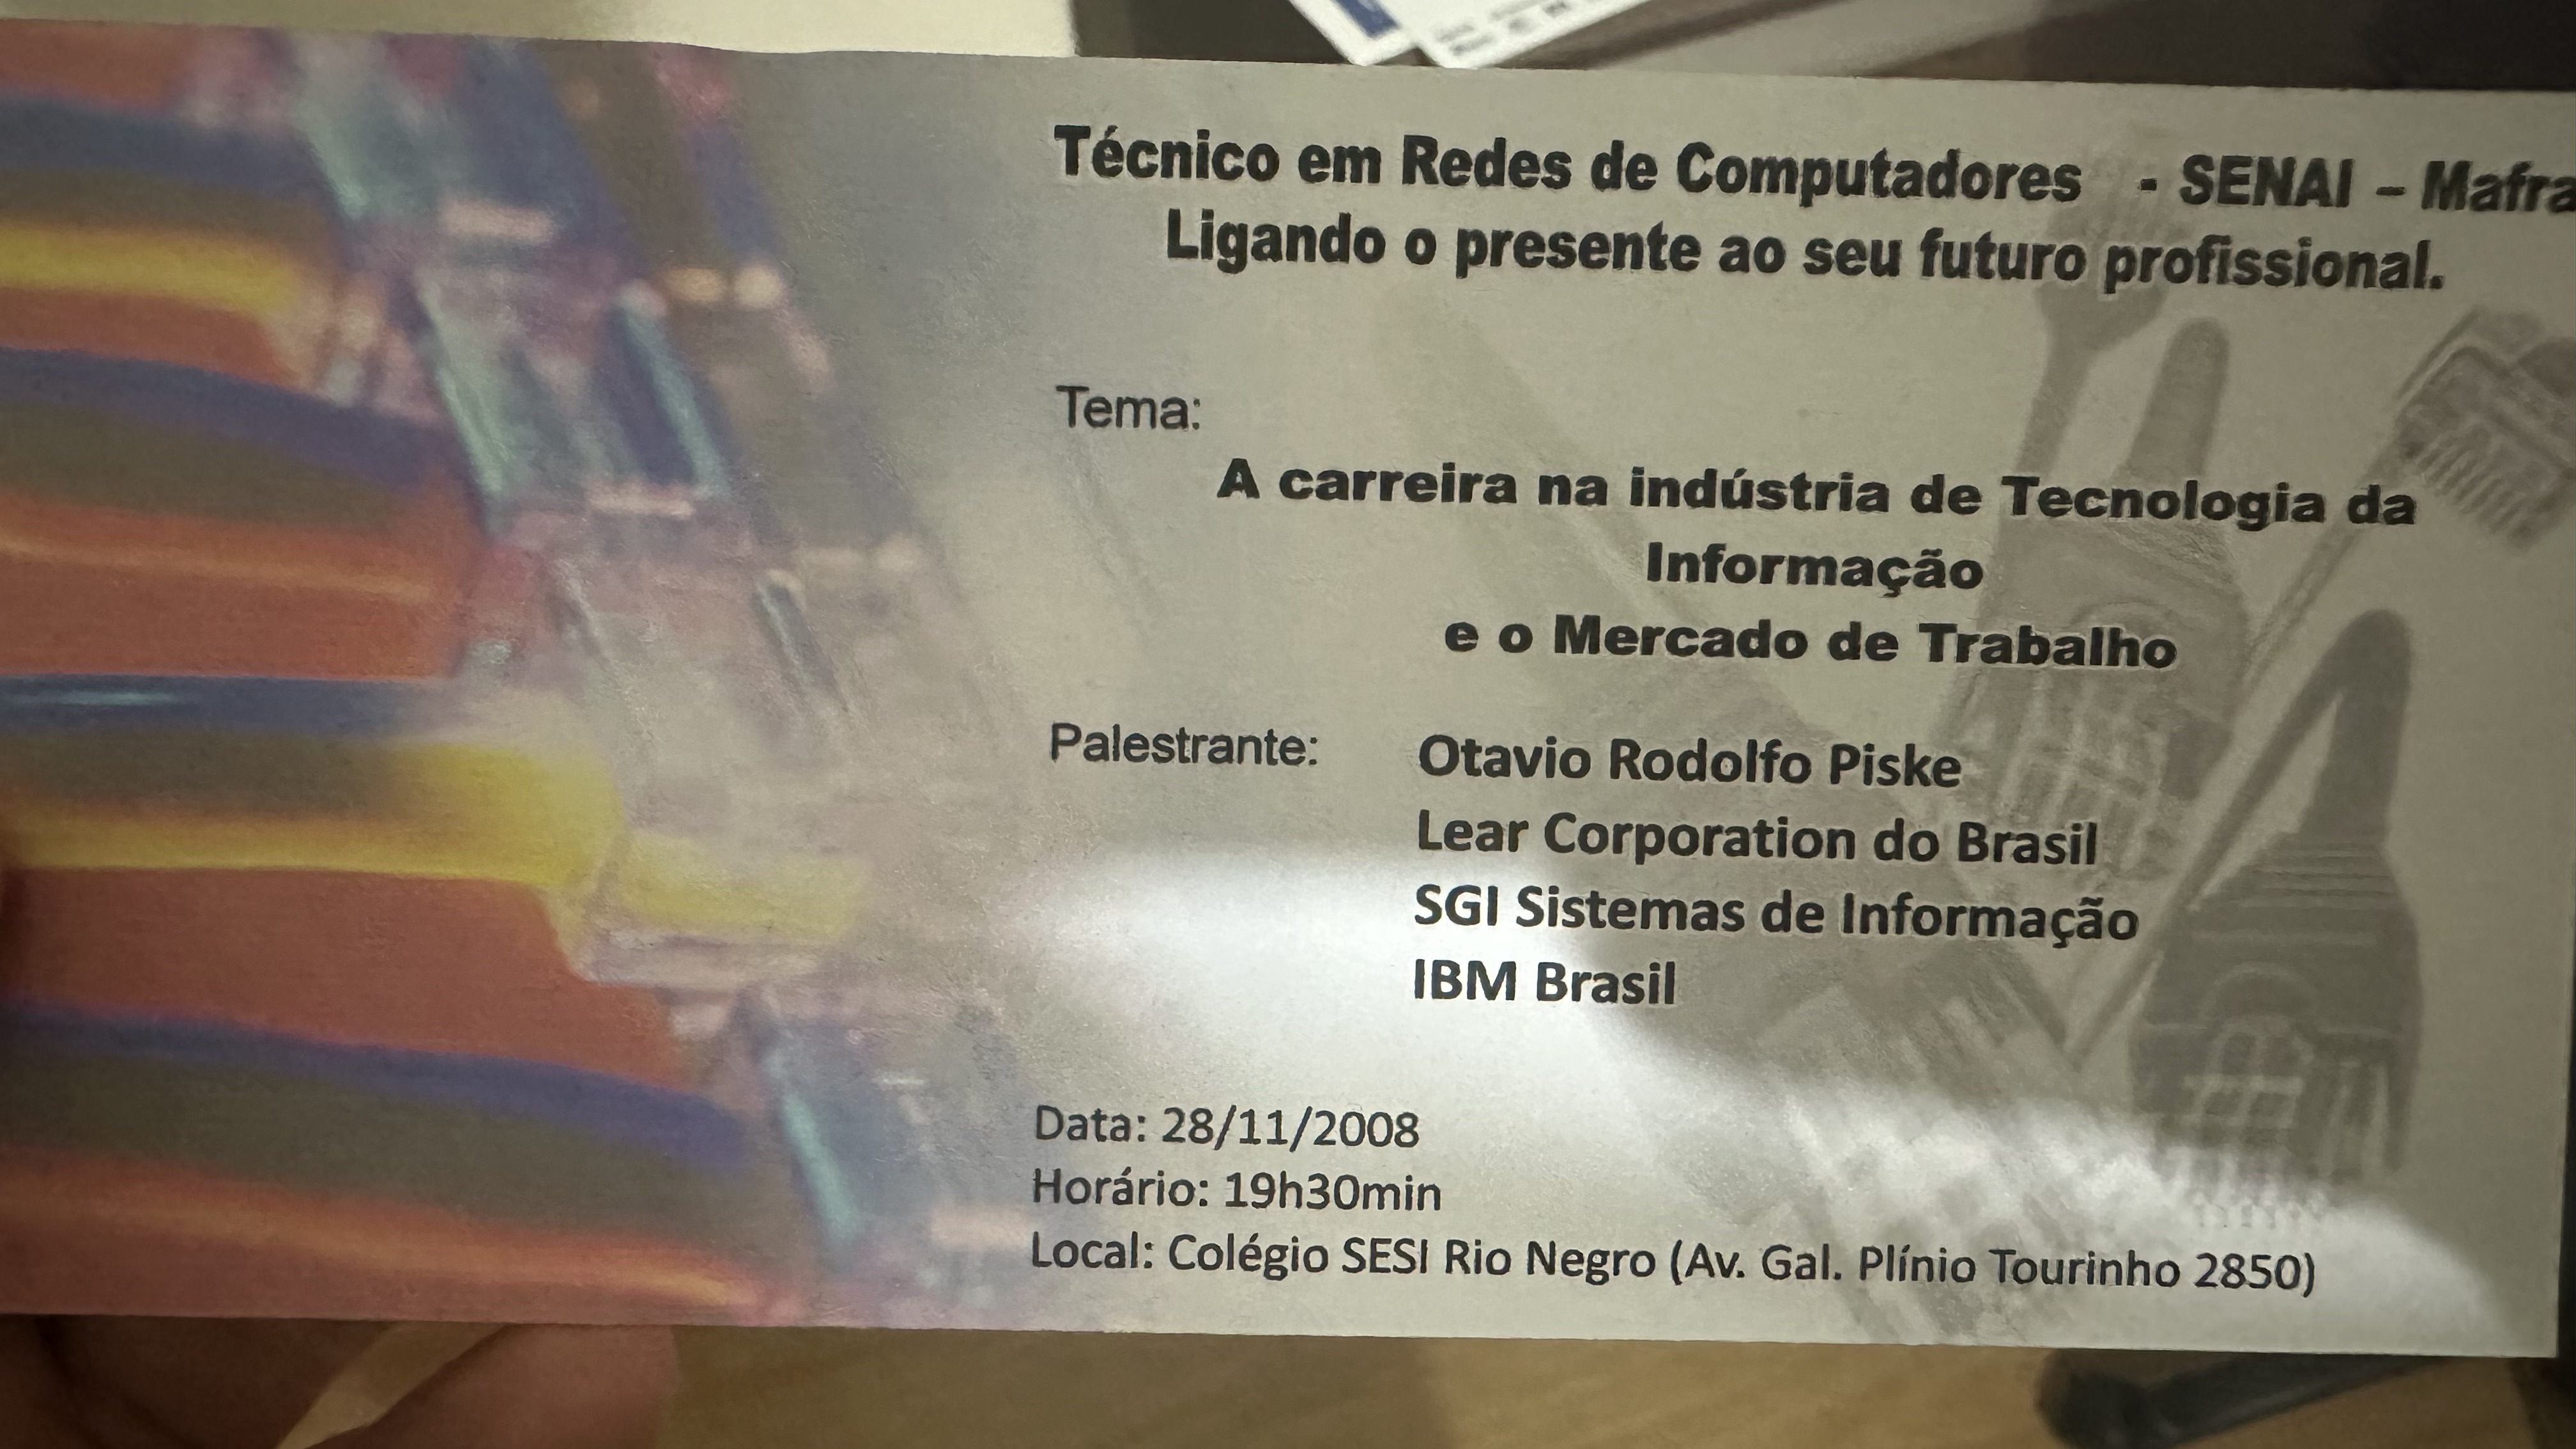 Técnico em Redes de Computadores - SENAI – Mafra
Ligando o presente ao seu futuro profissional.
Tema:
A carreira na indústria de Tecnologia da
Informação
e o Mercado de Trabalho
Palestrante: Otavio Rodolfo Piske
Lear Corporation do Brasil
SGI Sistemas de Informação
IBM Brasil
Data: 28/11/2008
Horário: 19h30min
Local: Colégio SESI Rio Negro (Av. Gal. Plínio Tourinho 2850)